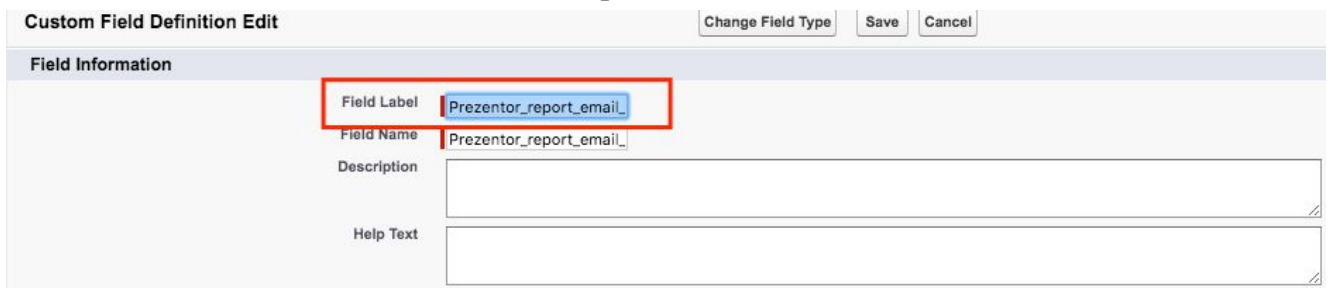 Custom Field Definition Edit Change Field Type Save Cancel
Field Information
Field Label Prezentor_report_email_
Field Name Prezentor_report_email_
Description
Help Text